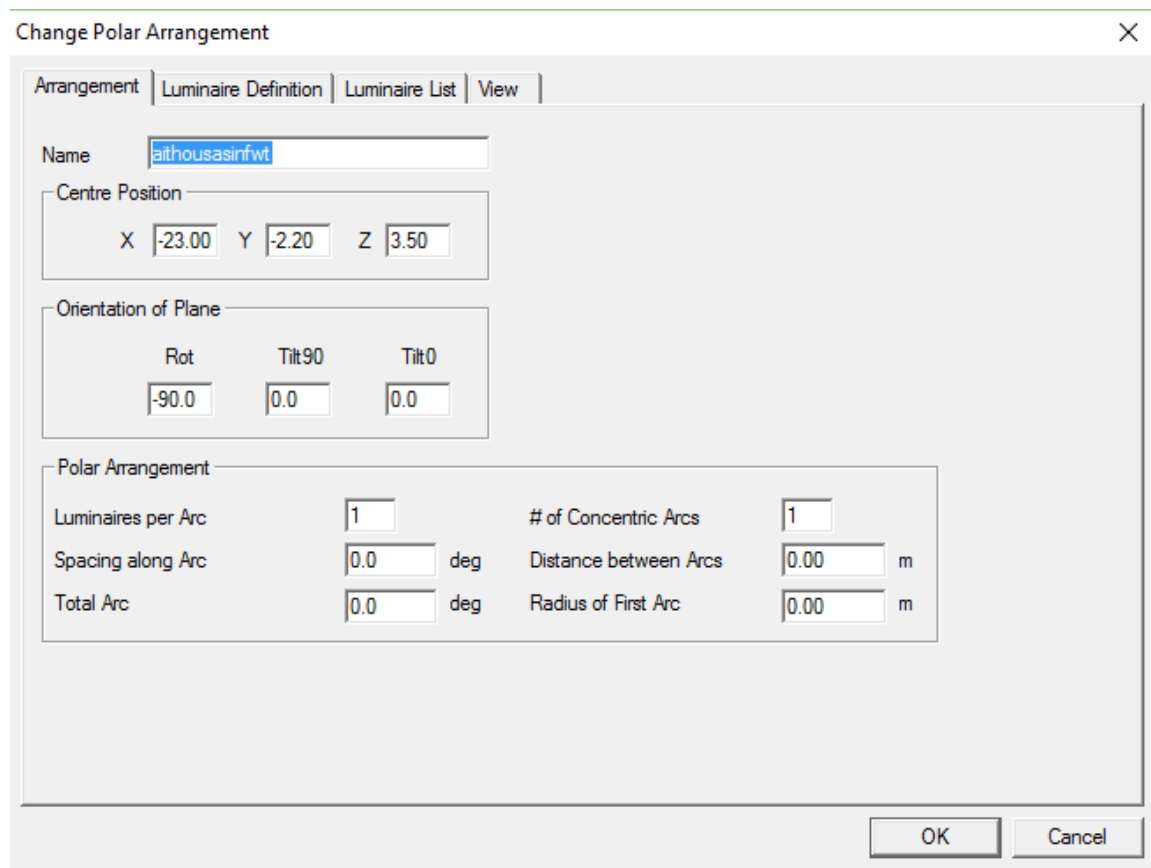 Change Polar Arrangement
Arrangement Luminaire Definition Luminaire List View
Name aithousasinfwt
Centre Position
X -23.00 Y -2.20 Z 3.50
Orientation of Plane
Rot Tilt90 Tilt0
-90.0 0.0 0.0
Polar Arrangement
Luminaires per Arc 1 # of Concentric Arcs 1
Spacing along Arc 0.0 deg Distance between Arcs 0.00 m
Total Arc 0.0 deg Radius of First Arc 0.00 m
OK Cancel